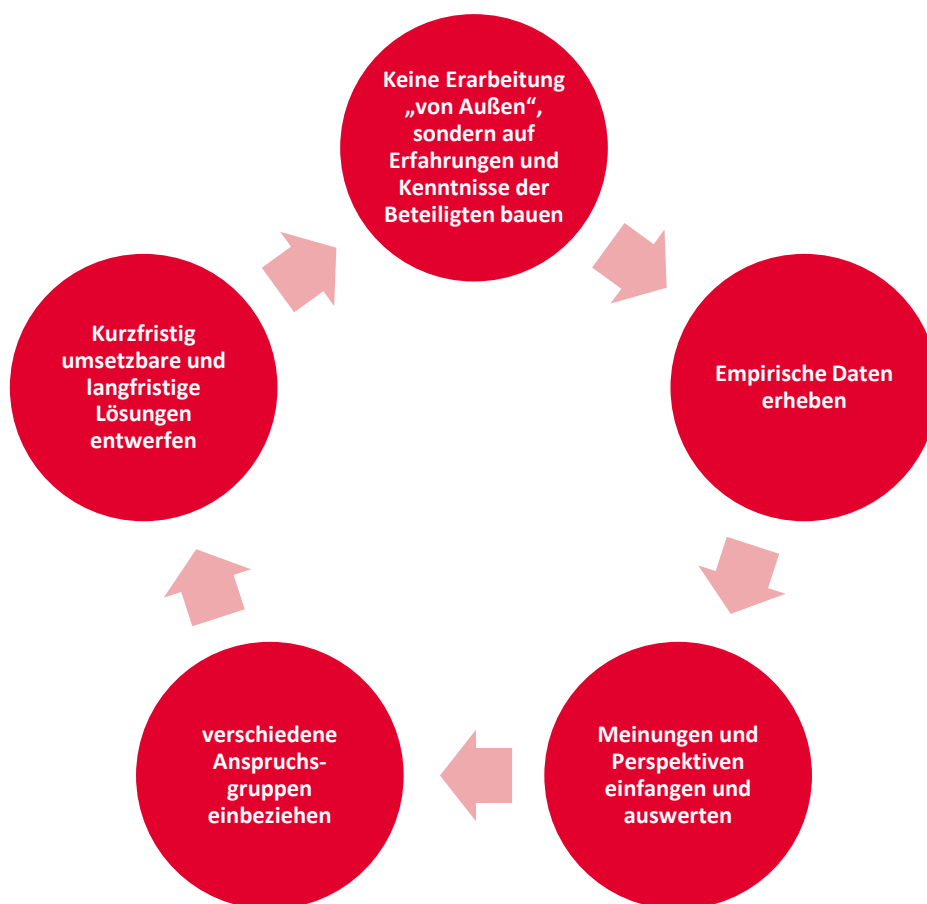 Keine Erarbeitung
„von Außen“,
sondern auf
Erfahrungen und
Kenntnisse der
Beteiligten bauen
Empirische Daten
erheben
Meinungen und
Perspektiven
einfangen und
auswerten
verschiedene
Anspruchs-
gruppen
einbeziehen
Kurzfristig
umsetzbare und
langfristige
Lösungen
entwerfen